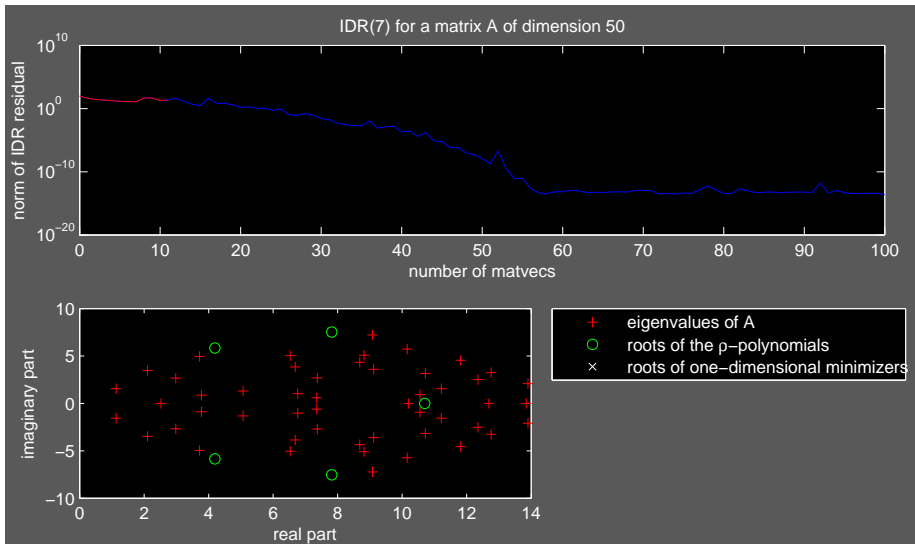 IDR(7) for a matrix A of dimension 50
10^10
10^0
10^−10
10^−20
norm of IDR residual
0 10 20 30 40 50 60 70 80 90 100
number of matvecs
10
5
0
−5
−10
imaginary part
0 2 4 6 8 10 12 14
real part
eigenvalues of A
roots of the ρ−polynomials
roots of one−dimensional minimizers